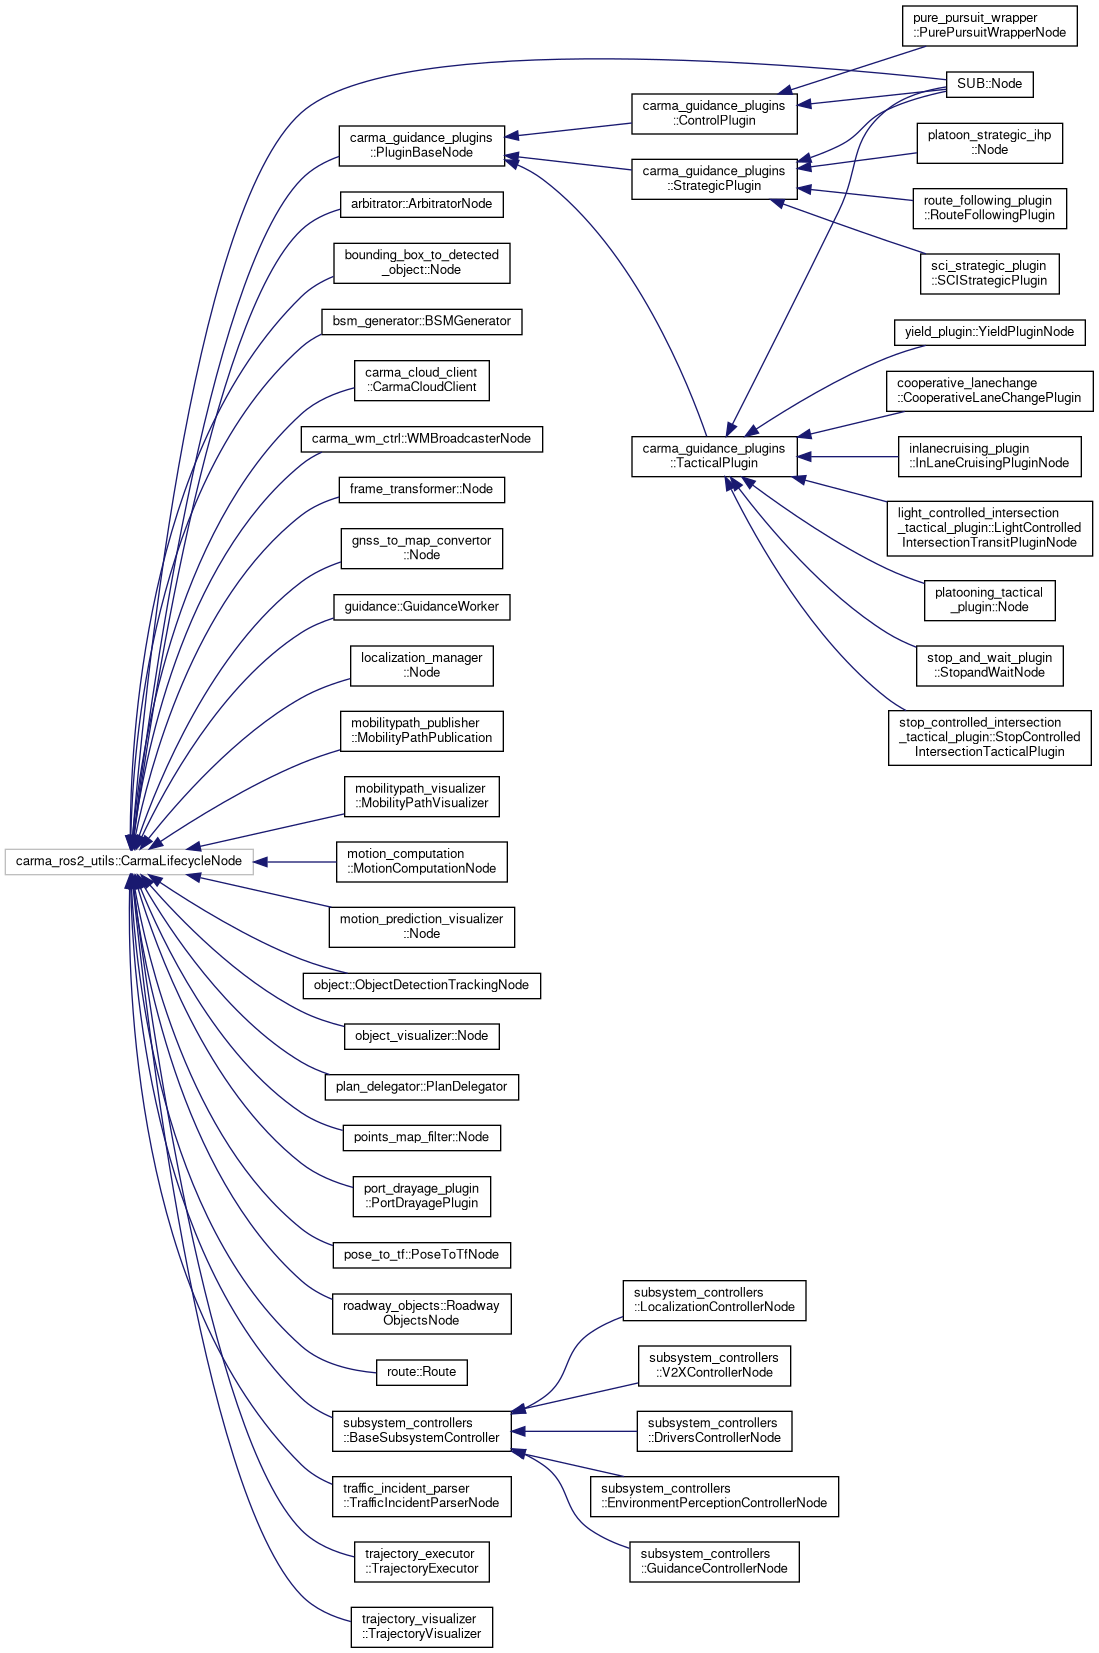 pure_pursuit_wrapper
::PurePursuitWrapperNode
SUB::Node
carma_guidance_plugins
::ControlPlugin
carma_guidance_plugins
::PluginBaseNode
platoon_strategic_ihp
::Node
carma_guidance_plugins
::StrategicPlugin
route_following_plugin
::RouteFollowingPlugin
arbitrator::ArbitratorNode
sci_strategic_plugin
::SCIStrategicPlugin
bounding_box_to_detected
_object::Node
bsm_generator::BSMGenerator
yield_plugin::YieldPluginNode
carma_cloud_client
::CarmaCloudClient
cooperative_lanechange
::CooperativeLaneChangePlugin
carma_wm_ctrl::WMBroadcasterNode
carma_guidance_plugins
::TacticalPlugin
inlanecruising_plugin
::InLaneCruisingPluginNode
frame_transformer::Node
light_controlled_intersection
_tactical_plugin::LightControlled
IntersectionTransitPluginNode
gnss_to_map_convertor
::Node
platooning_tactical
_plugin::Node
guidance::GuidanceWorker
stop_and_wait_plugin
::StopandWaitNode
localization_manager
::Node
stop_controlled_intersection
_tactical_plugin::StopControlled
IntersectionTacticalPlugin
mobilitypath_publisher
::MobilityPathPublication
mobilitypath_visualizer
::MobilityPathVisualizer
carma_ros2_utils::CarmaLifecycleNode
motion_computation
::MotionComputationNode
motion_prediction_visualizer
::Node
object::ObjectDetectionTrackingNode
object_visualizer::Node
plan_delegator::PlanDelegator
points_map_filter::Node
port_drayage_plugin
::PortDrayagePlugin
pose_to_tf::PoseToTfNode
roadway_objects::Roadway
ObjectsNode
subsystem_controllers
::LocalizationControllerNode
route::Route
subsystem_controllers
::V2XControllerNode
subsystem_controllers
::BaseSubsystemController
subsystem_controllers
::DriversControllerNode
traffic_incident_parser
::TrafficIncidentParserNode
subsystem_controllers
::EnvironmentPerceptionControllerNode
trajectory_executor
::TrajectoryExecutor
subsystem_controllers
::GuidanceControllerNode
trajectory_visualizer
::TrajectoryVisualizer